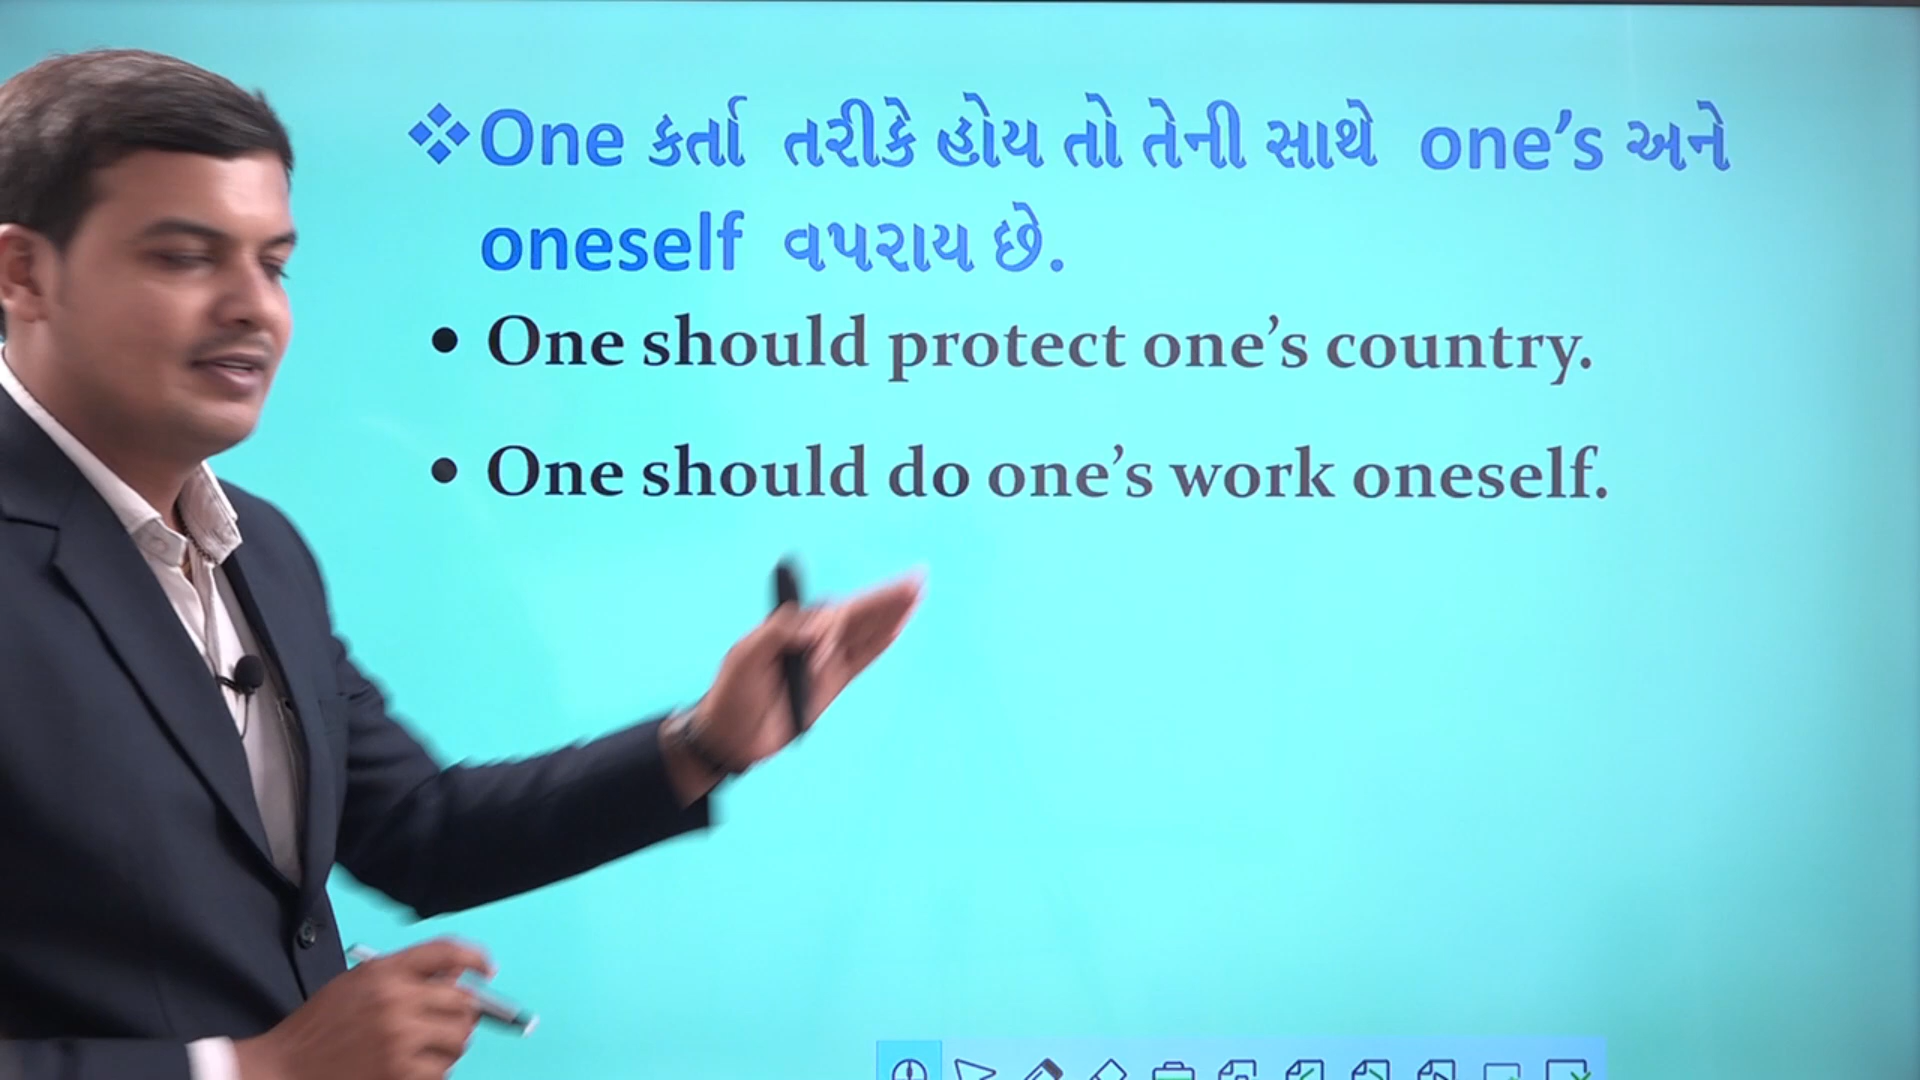 ❖One કર્તા તરીકે હોય તો તેની સાથે one’s અને
oneself વપરાય છે.
• One should protect one’s country.
• One should do one’s work oneself.